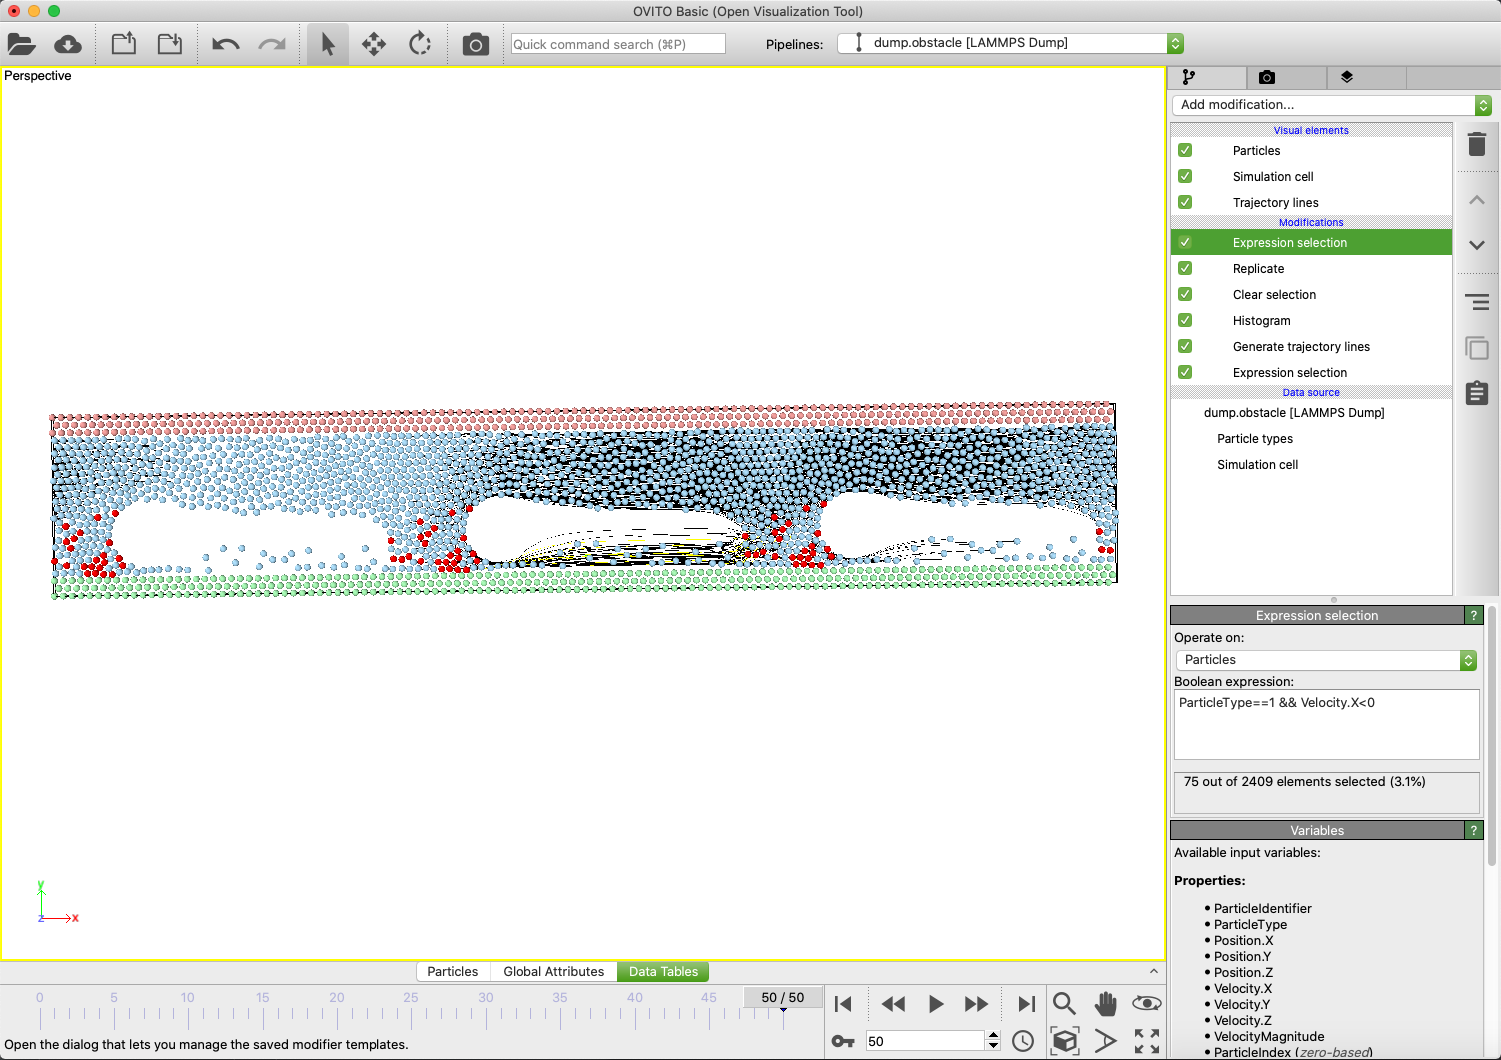 OVITO Basic (Open Visualization Tool)
Quick command search (⌘P)
Pipelines:
dump.obstacle [LAMMPS Dump]
Perspective
Add modification...
Visual elements
Particles
Simulation cell
Trajectory lines
Modifications
Expression selection
Replicate
Clear selection
Histogram
Generate trajectory lines
Expression selection
Data source
dump.obstacle [LAMMPS Dump]
Particle types
Simulation cell
Expression selection
?
Operate on:
Particles
Boolean expression:
ParticleType==1 && Velocity.X<0
75 out of 2409 elements selected (3.1%)
Variables
?
Available input variables:
Properties:
• ParticleIdentifier
• ParticleType
• Position.X
• Position.Y
• Position.Z
• Velocity.X
• Velocity.Y
• Velocity.Z
• VelocityMagnitude
• ParticleIndex (zero-based)
y
z
x
Particles
Global Attributes
Data Tables
0 5 10 15 20 25 30 35 40 45
50 / 50
50
Open the dialog that lets you manage the saved modifier templates.